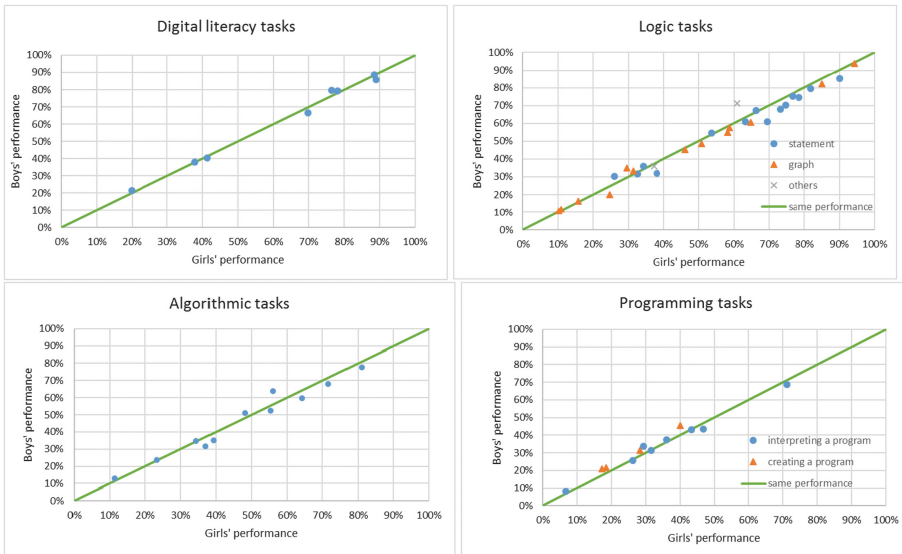 Digital literacy tasks
100%
90%
80%
70%
60%
50%
40%
30%
20%
10%
0%
Boys' performance
0% 10% 20% 30% 40% 50% 60% 70% 80% 90% 100%
Girls' performance
Logic tasks
100%
90%
80%
70%
60%
50%
40%
30%
20%
10%
0%
Boys' performance
statement
graph
others
same performance
0% 10% 20% 30% 40% 50% 60% 70% 80% 90% 100%
Girls' performance
Algorithmic tasks
100%
90%
80%
70%
60%
50%
40%
30%
20%
10%
0%
Boys' performance
0% 10% 20% 30% 40% 50% 60% 70% 80% 90% 100%
Girls' performance
Programming tasks
100%
90%
80%
70%
60%
50%
40%
30%
20%
10%
0%
Boys' performance
interpreting a program
creating a program
same performance
0% 10% 20% 30% 40% 50% 60% 70% 80% 90% 100%
Girls' performance